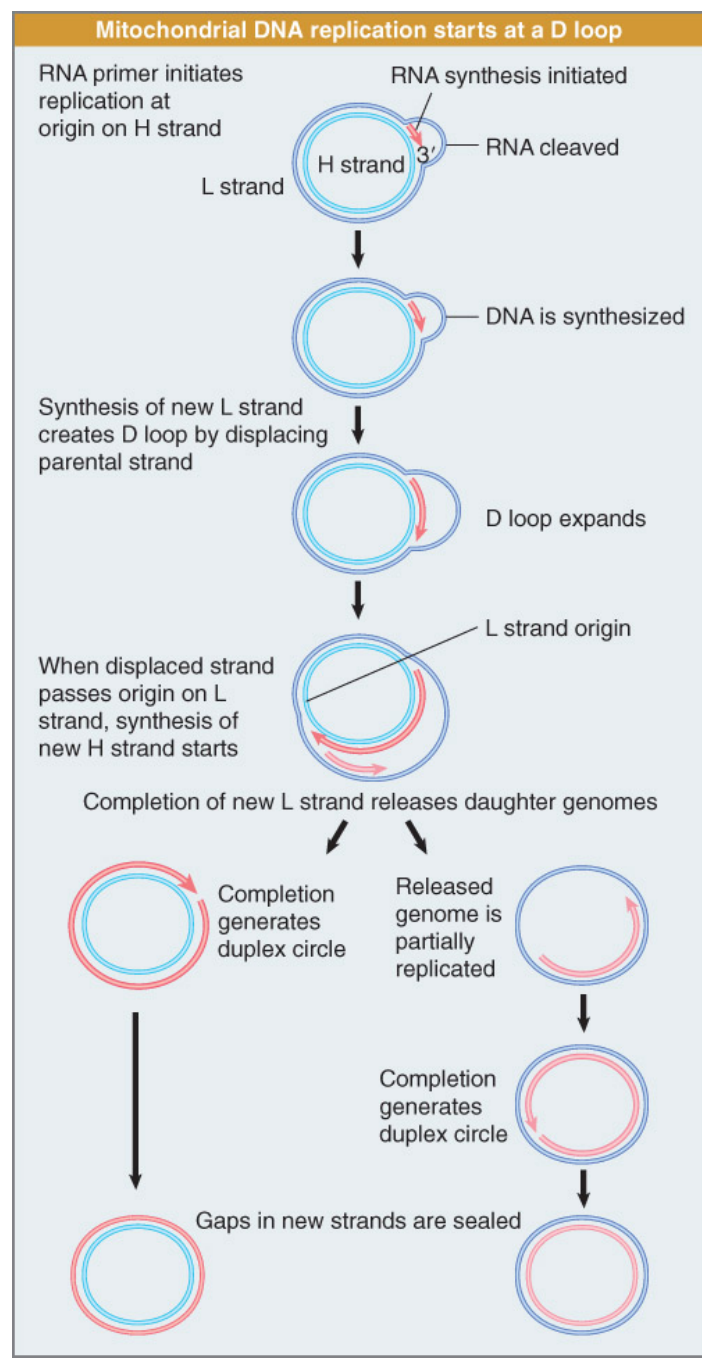 Mitochondrial DNA replication starts at a D loop
RNA primer initiates
replication at
origin on H strand
RNA synthesis initiated
H strand
3′
RNA cleaved
L strand
DNA is synthesized
Synthesis of new L strand
creates D loop by displacing
parental strand
D loop expands
L strand origin
When displaced strand
passes origin on L
strand, synthesis of
new H strand starts
Completion of new L strand releases daughter genomes
Completion
generates
duplex circle
Released
genome is
partially
replicated
Completion
generates
duplex circle
Gaps in new strands are sealed